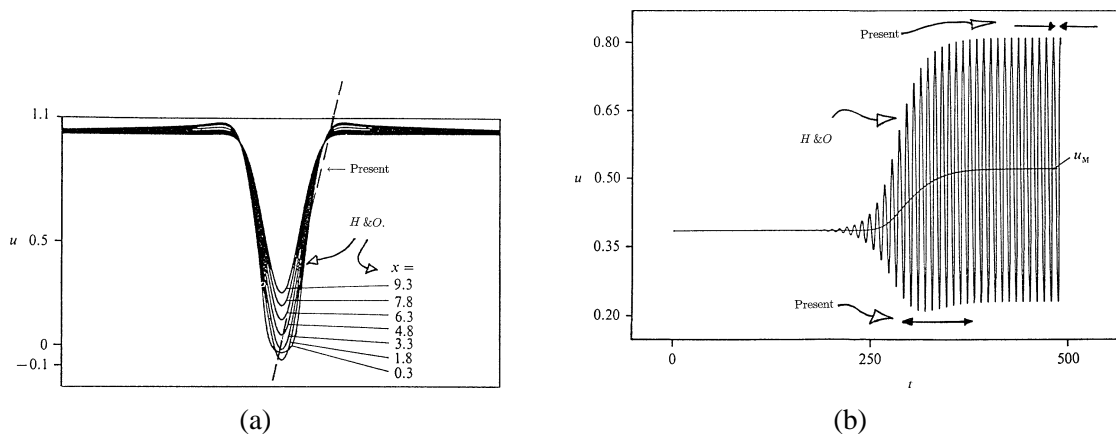 1.1
0.5
0
−0.1
u
← Present
H &O.
x =
9.3
7.8
6.3
4.8
3.3
1.8
0.3
(a)
Present
0.80
0.65
0.50
0.35
0.20
u
H &O
u_M
Present
0
250
500
t
(b)